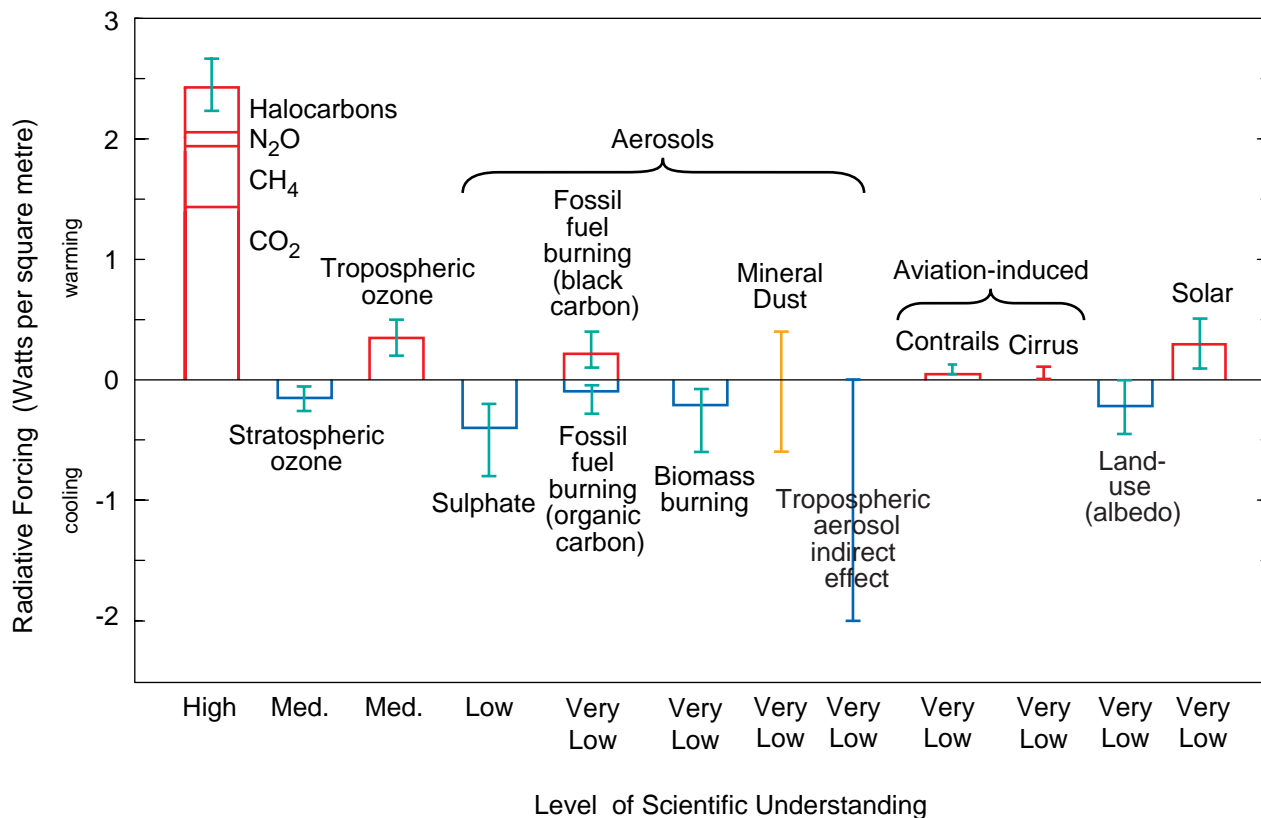 3
2
1
0
-1
-2
Radiative Forcing (Watts per square metre)
warming
cooling
Halocarbons
N2O
CH4
CO2
Stratospheric
ozone
Tropospheric
ozone
Aerosols
Sulphate
Fossil
fuel
burning
(black
carbon)
Fossil
fuel
burning
(organic
carbon)
Biomass
burning
Mineral
Dust
Tropospheric
aerosol
indirect
effect
Aviation-induced
Contrails
Cirrus
Land-
use
(albedo)
Solar
High
Med.
Med.
Low
Very
Low
Very
Low
Very
Low
Very
Low
Very
Low
Very
Low
Very
Low
Very
Low
Level of Scientific Understanding